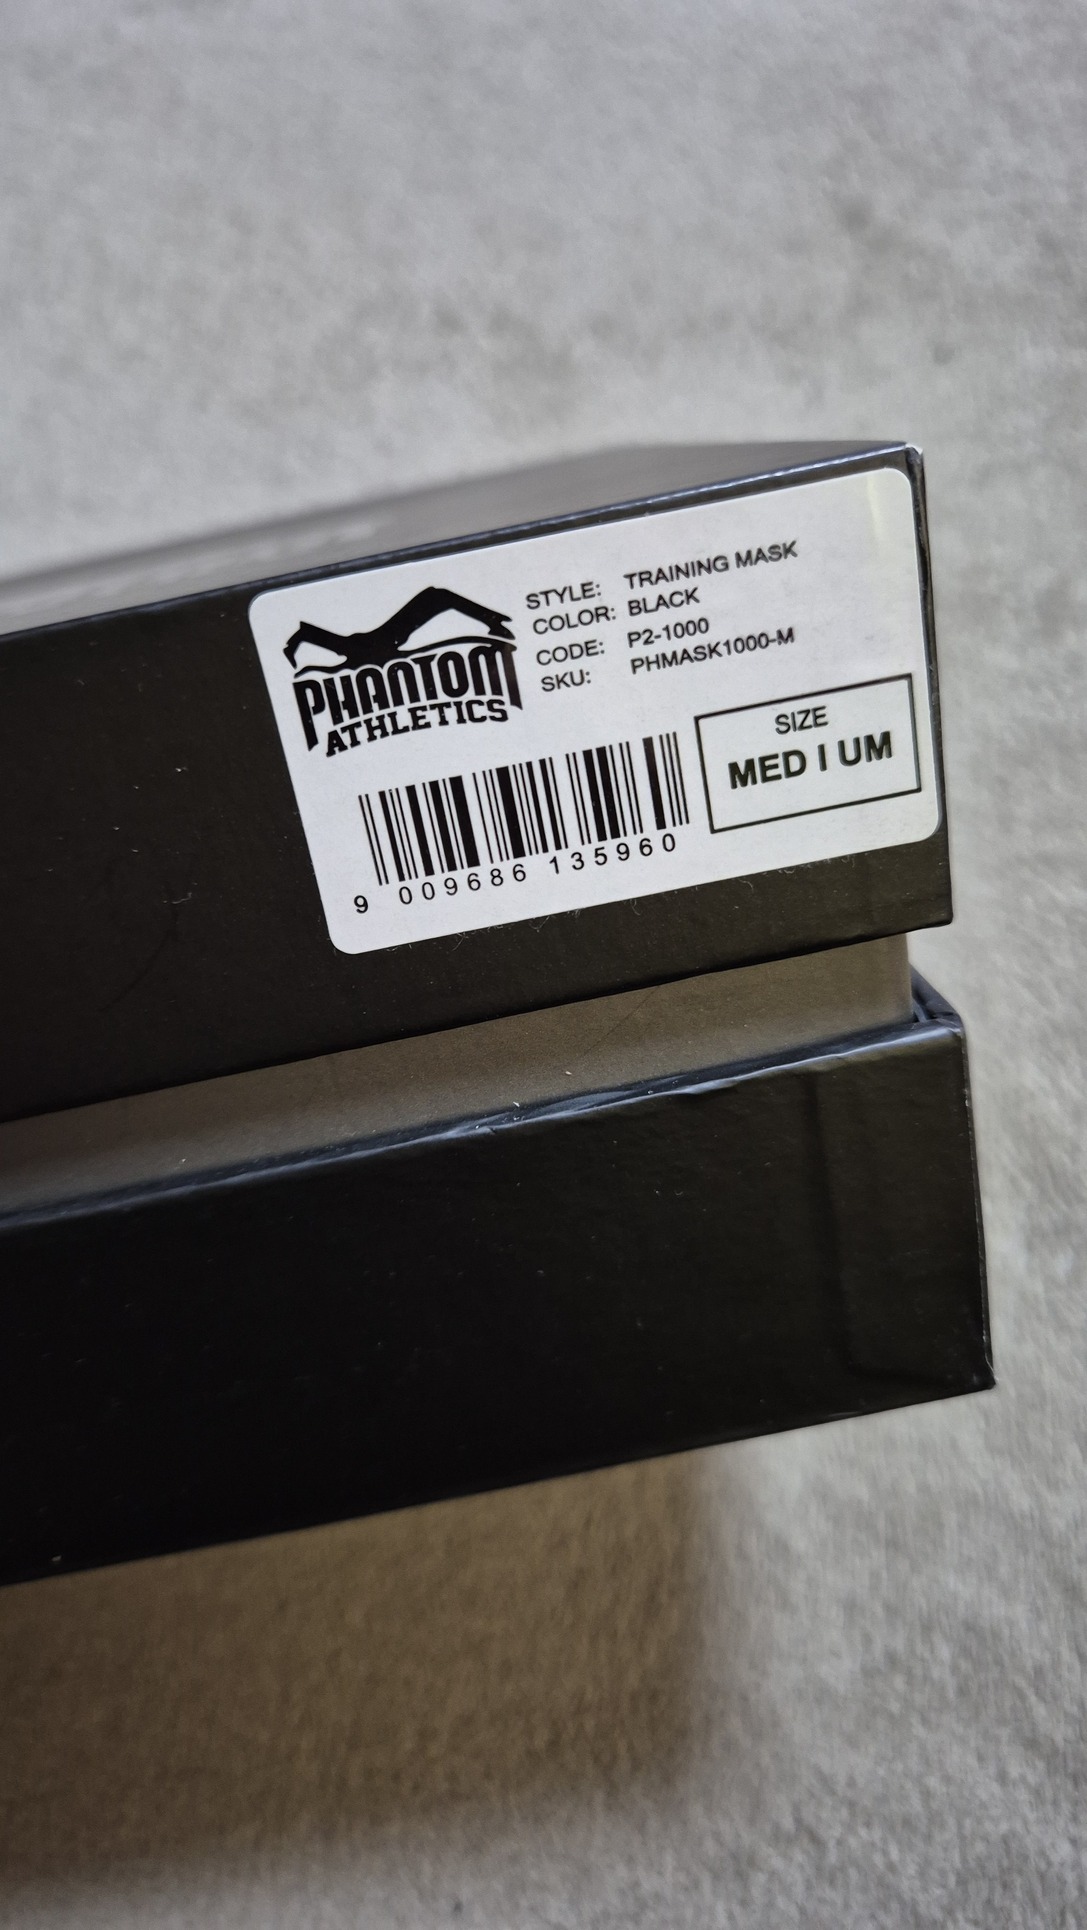 PHANTOM
ATHLETICS
STYLE: TRAINING MASK
COLOR: BLACK
CODE: P2-1000
SKU: PHMASK1000-M
SIZE
MED I UM
9 009686 135960